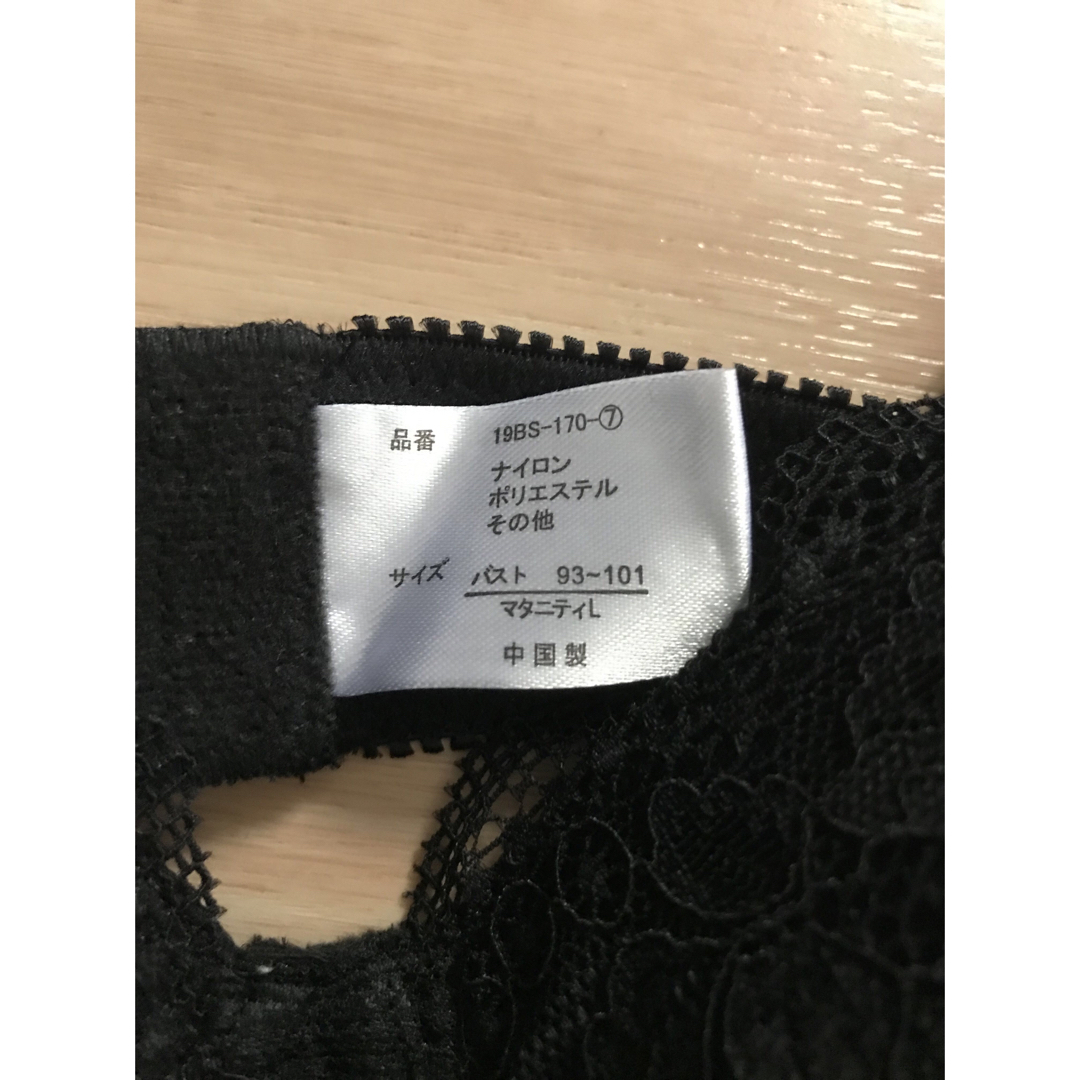 品番 19BS-170-⑦
ナイロン
ポリエステル
その他
サイズ バスト 93~101
マタニティL
中国製